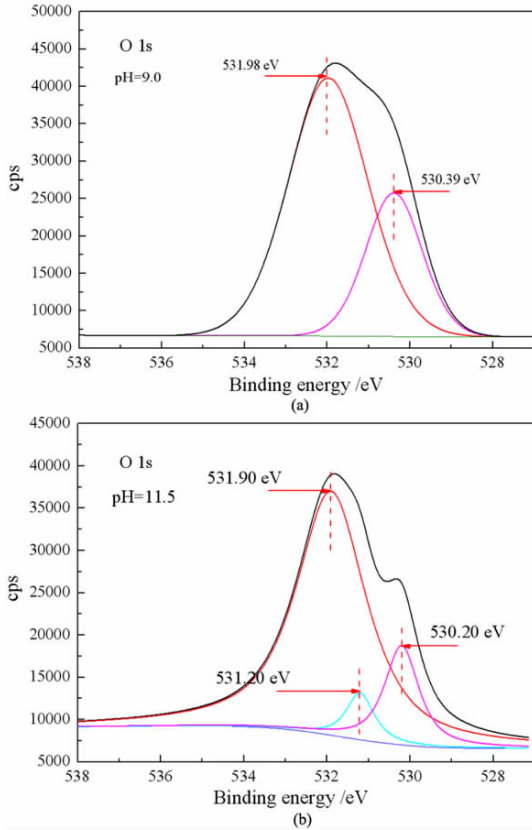 50000
45000
40000
35000
30000
25000
20000
15000
10000
5000
cps
O 1s
pH=9.0
531.98 eV
530.39 eV
538 536 534 532 530 528
Binding energy /eV
(a)
45000
40000
35000
30000
25000
20000
15000
10000
5000
cps
O 1s
pH=11.5
531.90 eV
530.20 eV
531.20 eV
538 536 534 532 530 528
Binding energy /eV
(b)